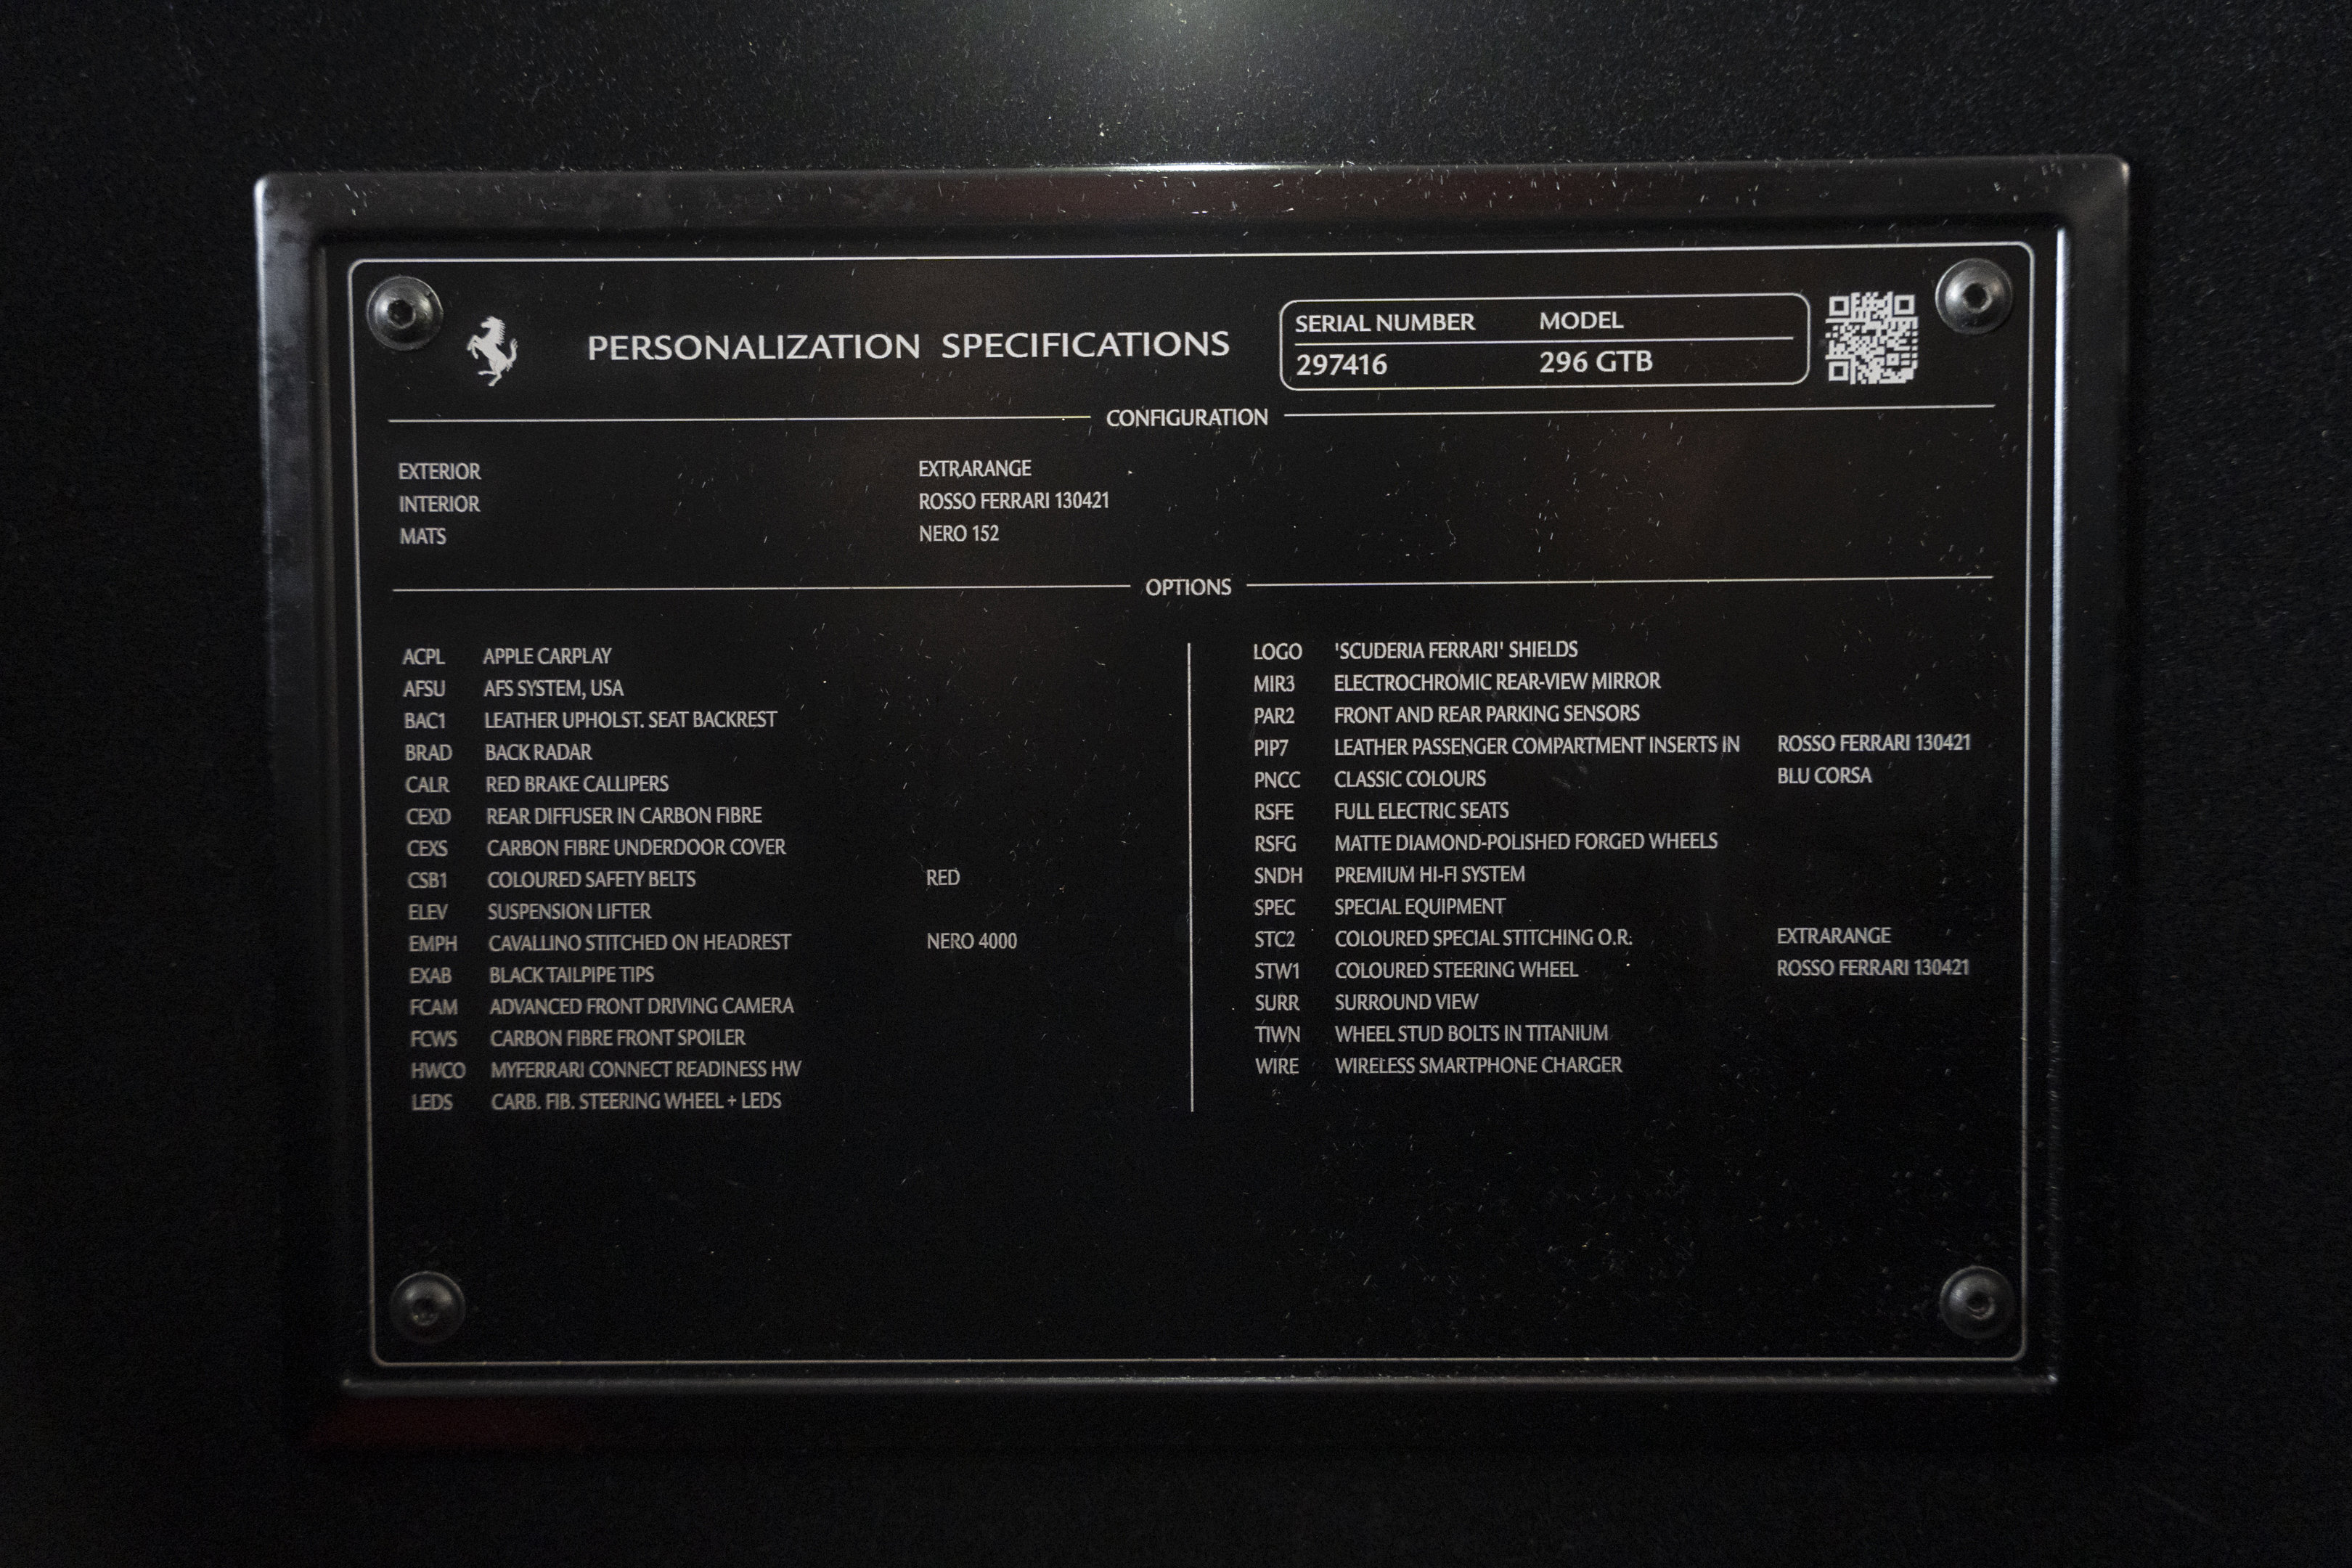 PERSONALIZATION SPECIFICATIONS
SERIAL NUMBER MODEL
297416 296 GTB
CONFIGURATION
EXTERIOR EXTRARANGE
INTERIOR ROSSO FERRARI 130421
MATS NERO 152
OPTIONS
ACPL APPLE CARPLAY
AFSU AFS SYSTEM, USA
BAC1 LEATHER UPHOLST. SEAT BACKREST
BRAD BACK RADAR
CALR RED BRAKE CALLIPERS
CEXD REAR DIFFUSER IN CARBON FIBRE
CEXS CARBON FIBRE UNDERDOOR COVER
CSB1 COLOURED SAFETY BELTS RED
ELEV SUSPENSION LIFTER
EMPH CAVALLINO STITCHED ON HEADREST NERO 4000
EXAB BLACK TAILPIPE TIPS
FCAM ADVANCED FRONT DRIVING CAMERA
FCWS CARBON FIBRE FRONT SPOILER
HWCO MYFERRARI CONNECT READINESS HW
LEDS CARB. FIB. STEERING WHEEL + LEDS
LOGO 'SCUDERIA FERRARI' SHIELDS
MIR3 ELECTROCHROMIC REAR-VIEW MIRROR
PAR2 FRONT AND REAR PARKING SENSORS
PIP7 LEATHER PASSENGER COMPARTMENT INSERTS IN ROSSO FERRARI 130421
PNCC CLASSIC COLOURS BLU CORSA
RSFE FULL ELECTRIC SEATS
RSFG MATTE DIAMOND-POLISHED FORGED WHEELS
SNDH PREMIUM HI-FI SYSTEM
SPEC SPECIAL EQUIPMENT
STC2 COLOURED SPECIAL STITCHING O.R. EXTRARANGE
STW1 COLOURED STEERING WHEEL ROSSO FERRARI 130421
SURR SURROUND VIEW
TIWN WHEEL STUD BOLTS IN TITANIUM
WIRE WIRELESS SMARTPHONE CHARGER